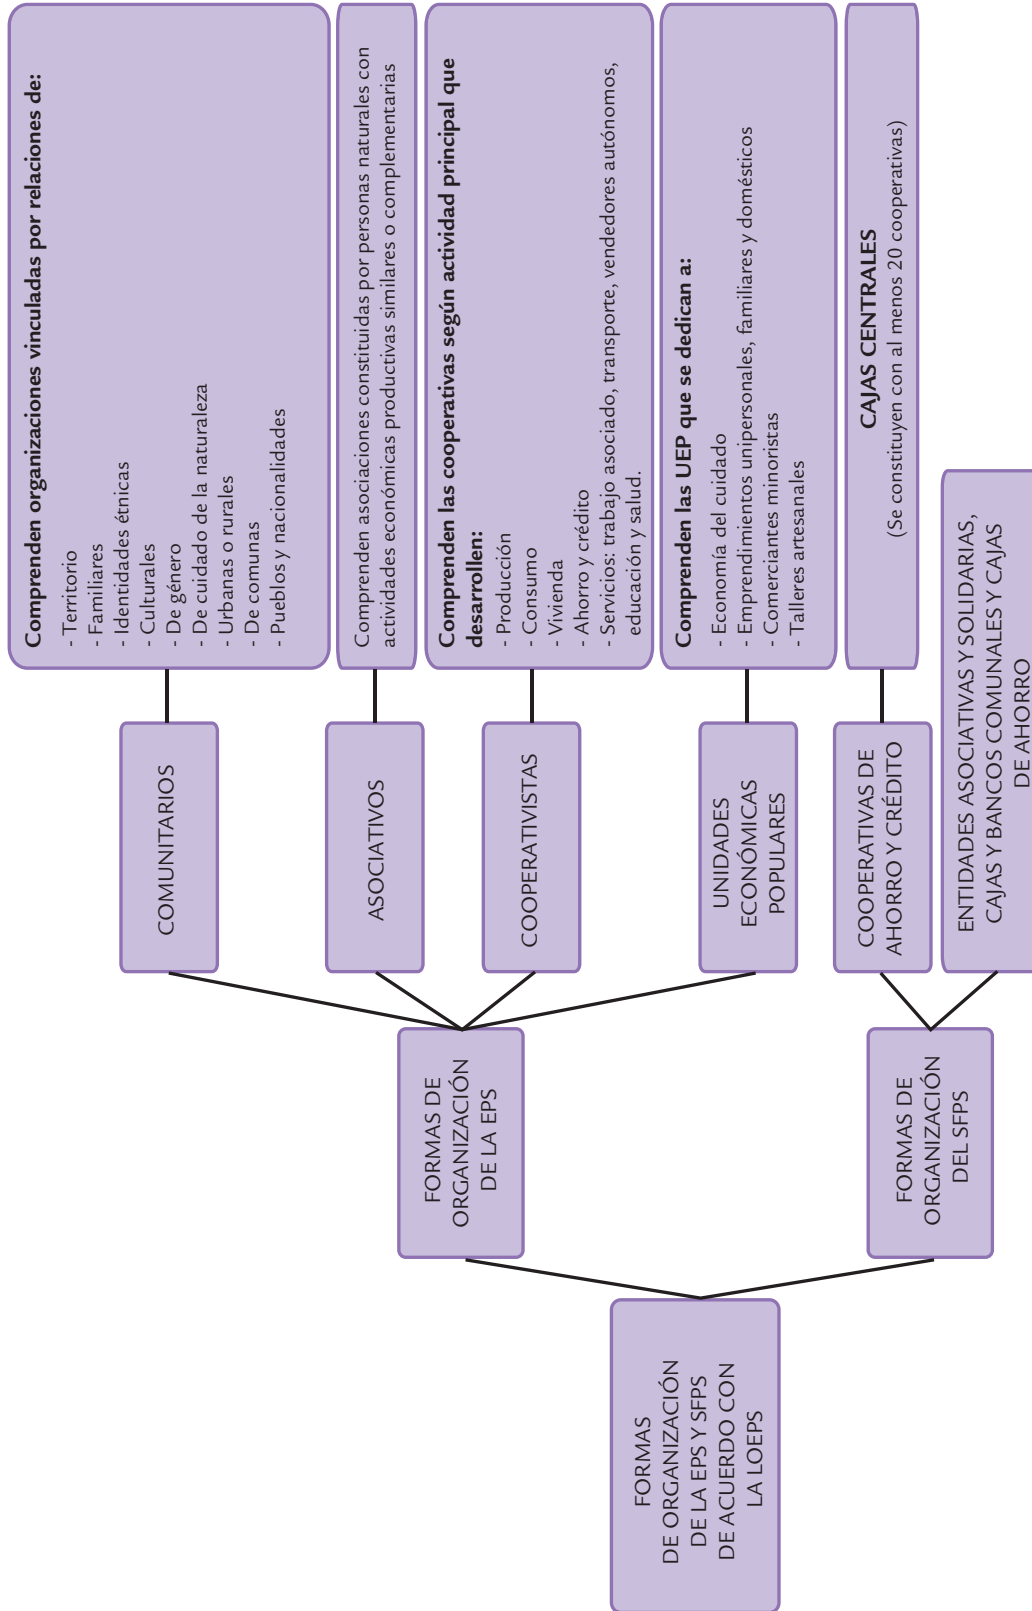 FORMAS
DE ORGANIZACIÓN
DE LA EPS Y SFPS
DE ACUERDO CON
LA LOEPS
FORMAS DE
ORGANIZACIÓN
DE LA EPS
COMUNITARIOS
Comprenden organizaciones vinculadas por relaciones de:
- Territorio
- Familiares
- Identidades étnicas
- Culturales
- De género
- De cuidado de la naturaleza
- Urbanas o rurales
- De comunas
- Pueblos y nacionalidades
ASOCIATIVOS
Comprenden asociaciones constituidas por personas naturales con
actividades económicas productivas similares o complementarias
COOPERATIVISTAS
Comprenden las cooperativas según actividad principal que
desarrollen:
- Producción
- Consumo
- Vivienda
- Ahorro y crédito
- Servicios: trabajo asociado, transporte, vendedores autónomos,
educación y salud.
UNIDADES
ECONÓMICAS
POPULARES
Comprenden las UEP que se dedican a:
- Economía del cuidado
- Emprendimientos unipersonales, familiares y domésticos
- Comerciantes minoristas
- Talleres artesanales
FORMAS DE
ORGANIZACIÓN
DEL SFPS
COOPERATIVAS DE
AHORRO Y CRÉDITO
CAJAS CENTRALES
(Se constituyen con al menos 20 cooperativas)
ENTIDADES ASOCIATIVAS Y SOLIDARIAS,
CAJAS Y BANCOS COMUNALES Y CAJAS
DE AHORRO